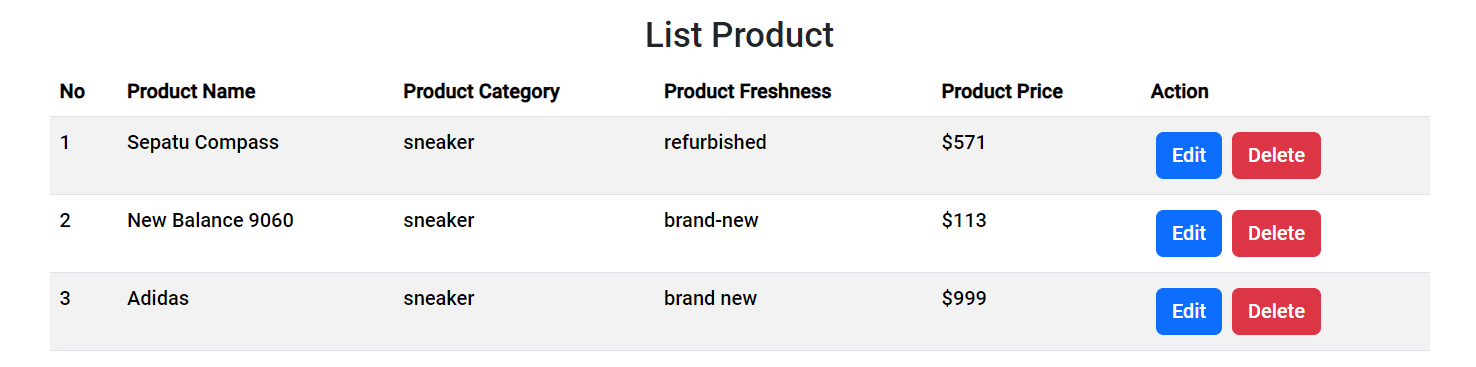 List Product
No Product Name Product Category Product Freshness Product Price Action
1 Sepatu Compass sneaker refurbished $571 Edit Delete
2 New Balance 9060 sneaker brand-new $113 Edit Delete
3 Adidas sneaker brand new $999 Edit Delete